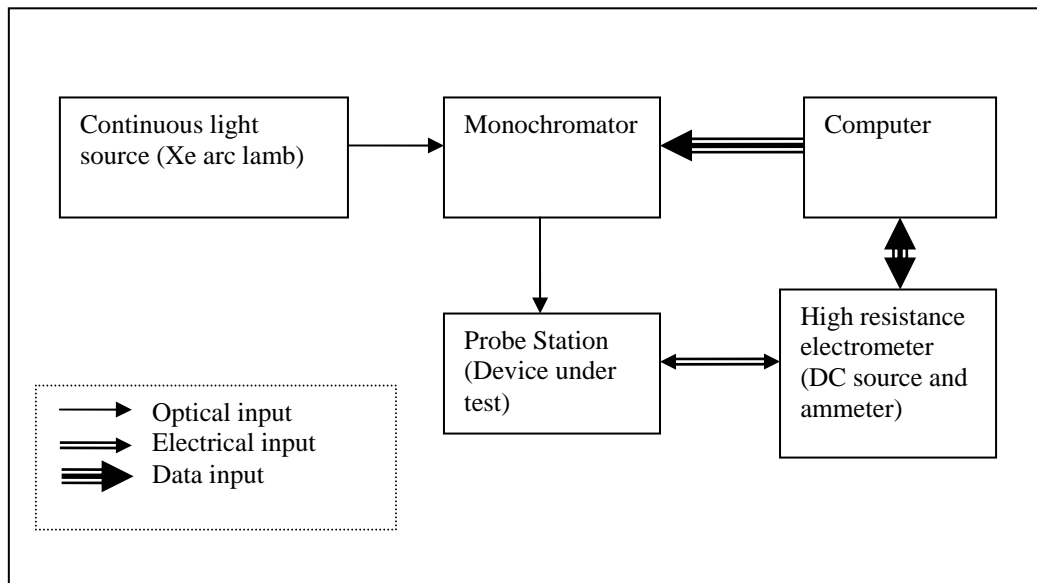 Continuous light
source (Xe arc lamb)
Monochromator
Computer
Probe Station
(Device under
test)
High resistance
electrometer
(DC source and
ammeter)
Optical input
Electrical input
Data input